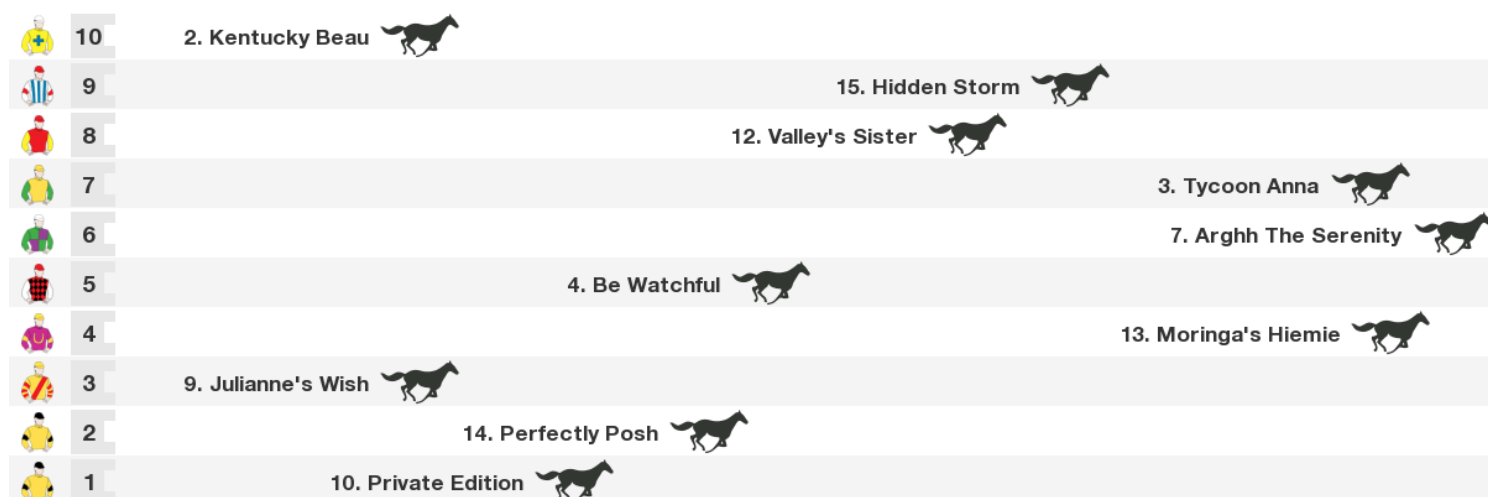 10 2. Kentucky Beau
9 15. Hidden Storm
8 12. Valley's Sister
7 3. Tycoon Anna
6 7. Arghh The Serenity
5 4. Be Watchful
4 13. Moringa's Hiemie
3 9. Julianne's Wish
2 14. Perfectly Posh
1 10. Private Edition